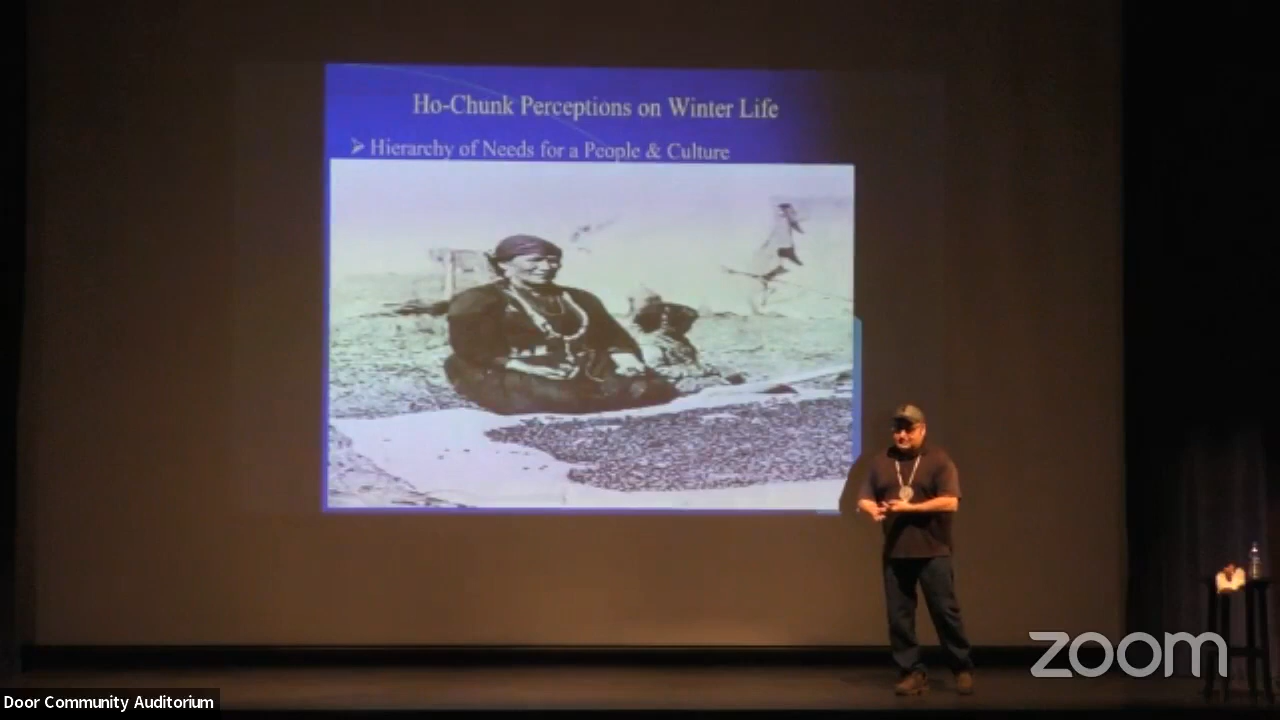 Ho-Chunk Perceptions on Winter Life
➢ Hierarchy of Needs for a People & Culture
zoom
Door Community Auditorium